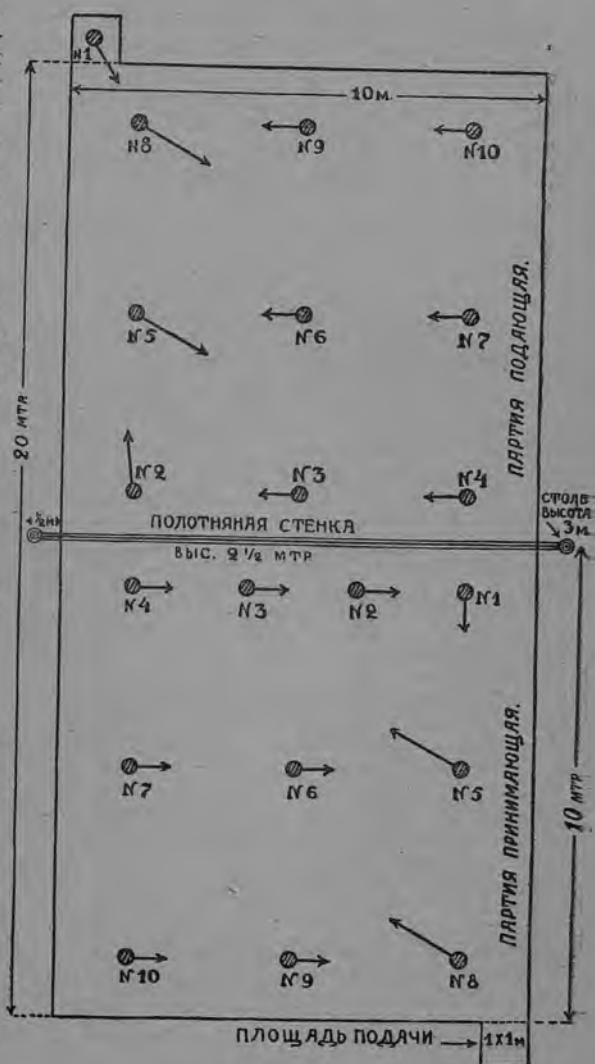 N1
10 м.
N8 N9 N10
N5 N6 N7
ПАРТИЯ ПОДАЮЩАЯ.
20 МТР
N2 N3 N4
ПОЛОТНЯНАЯ СТЕНКА
СТОЛБ
ВЫСОТА
3 м.
ВЫС. 2 1/2 МТР
N4 N3 N2 N1
N7 N6 N5
ПАРТИЯ ПРИНИМАЮЩАЯ.
10 МТР
N10 N9 N8
ПЛОЩАДЬ ПОДАЧИ 1X1м